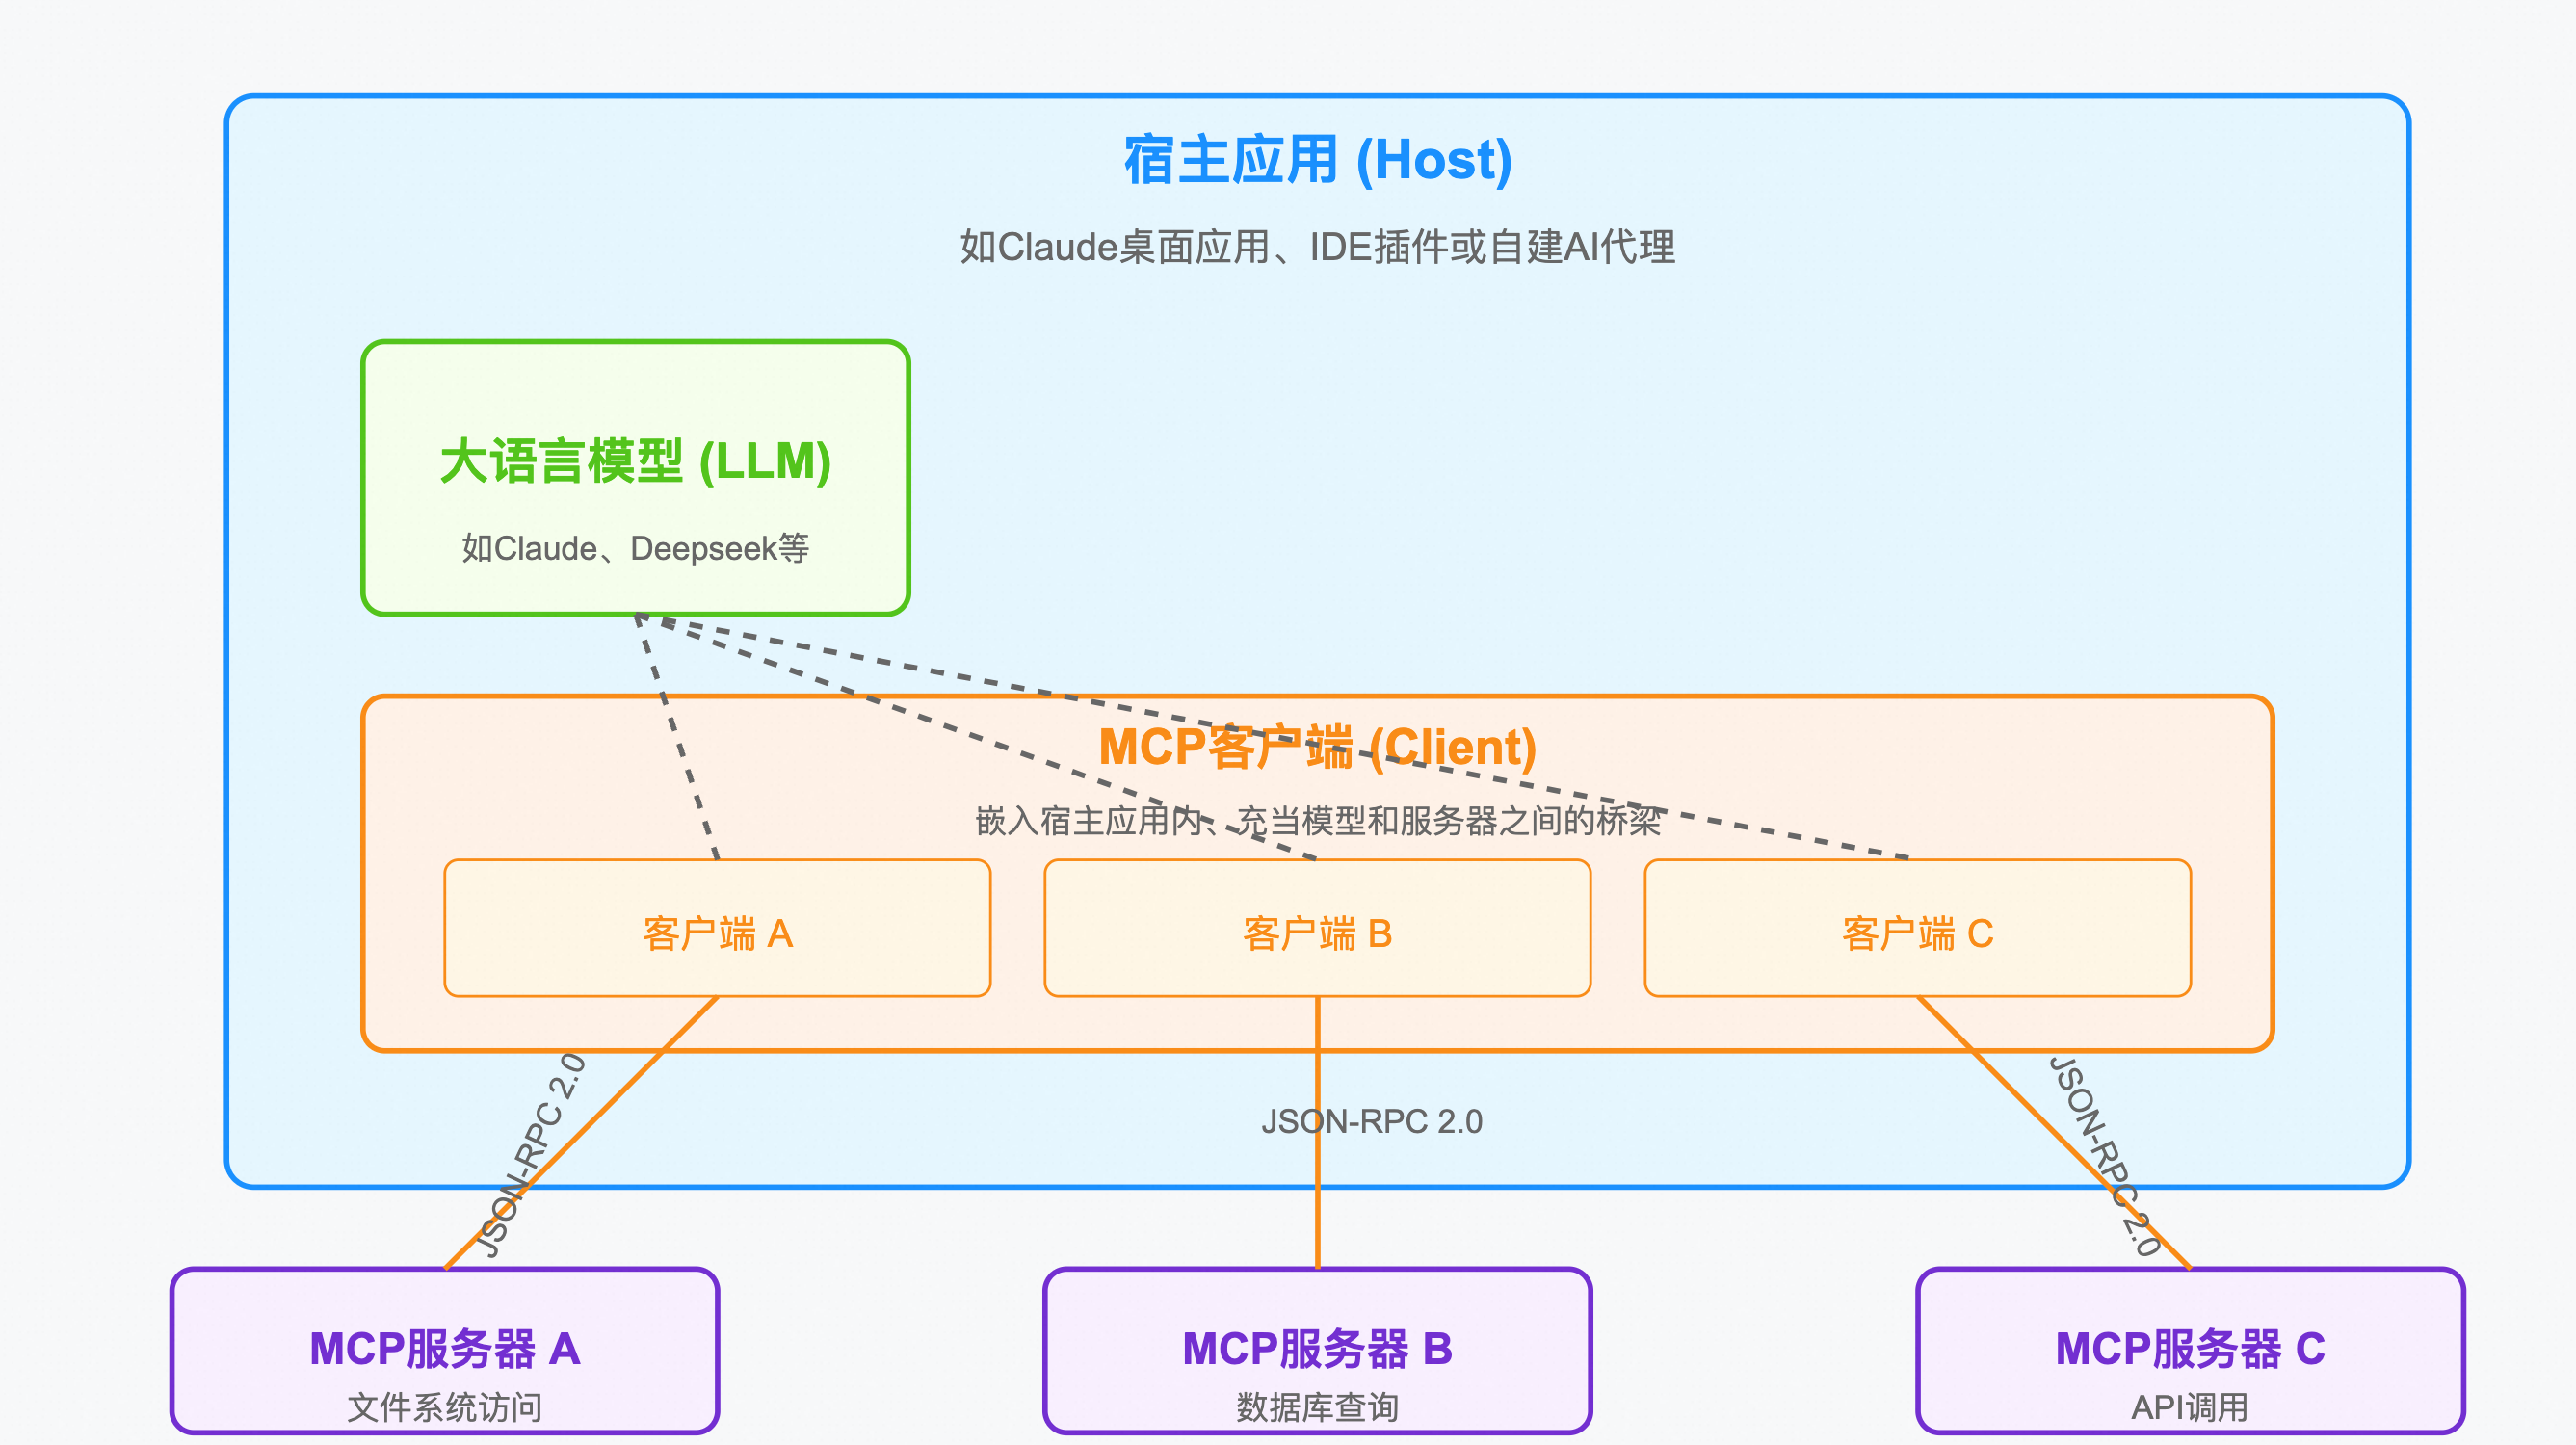 宿主应用 (Host)
如Claude桌面应用、IDE插件或自建AI代理
大语言模型 (LLM)
如Claude、Deepseek等
MCP客户端 (Client)
嵌入宿主应用内、充当模型和服务器之间的桥梁
客户端 A
客户端 B
客户端 C
JSON-RPC 2.0
JSON-RPC 2.0
JSON-RPC 2.0
MCP服务器 A
文件系统访问
MCP服务器 B
数据库查询
MCP服务器 C
API调用